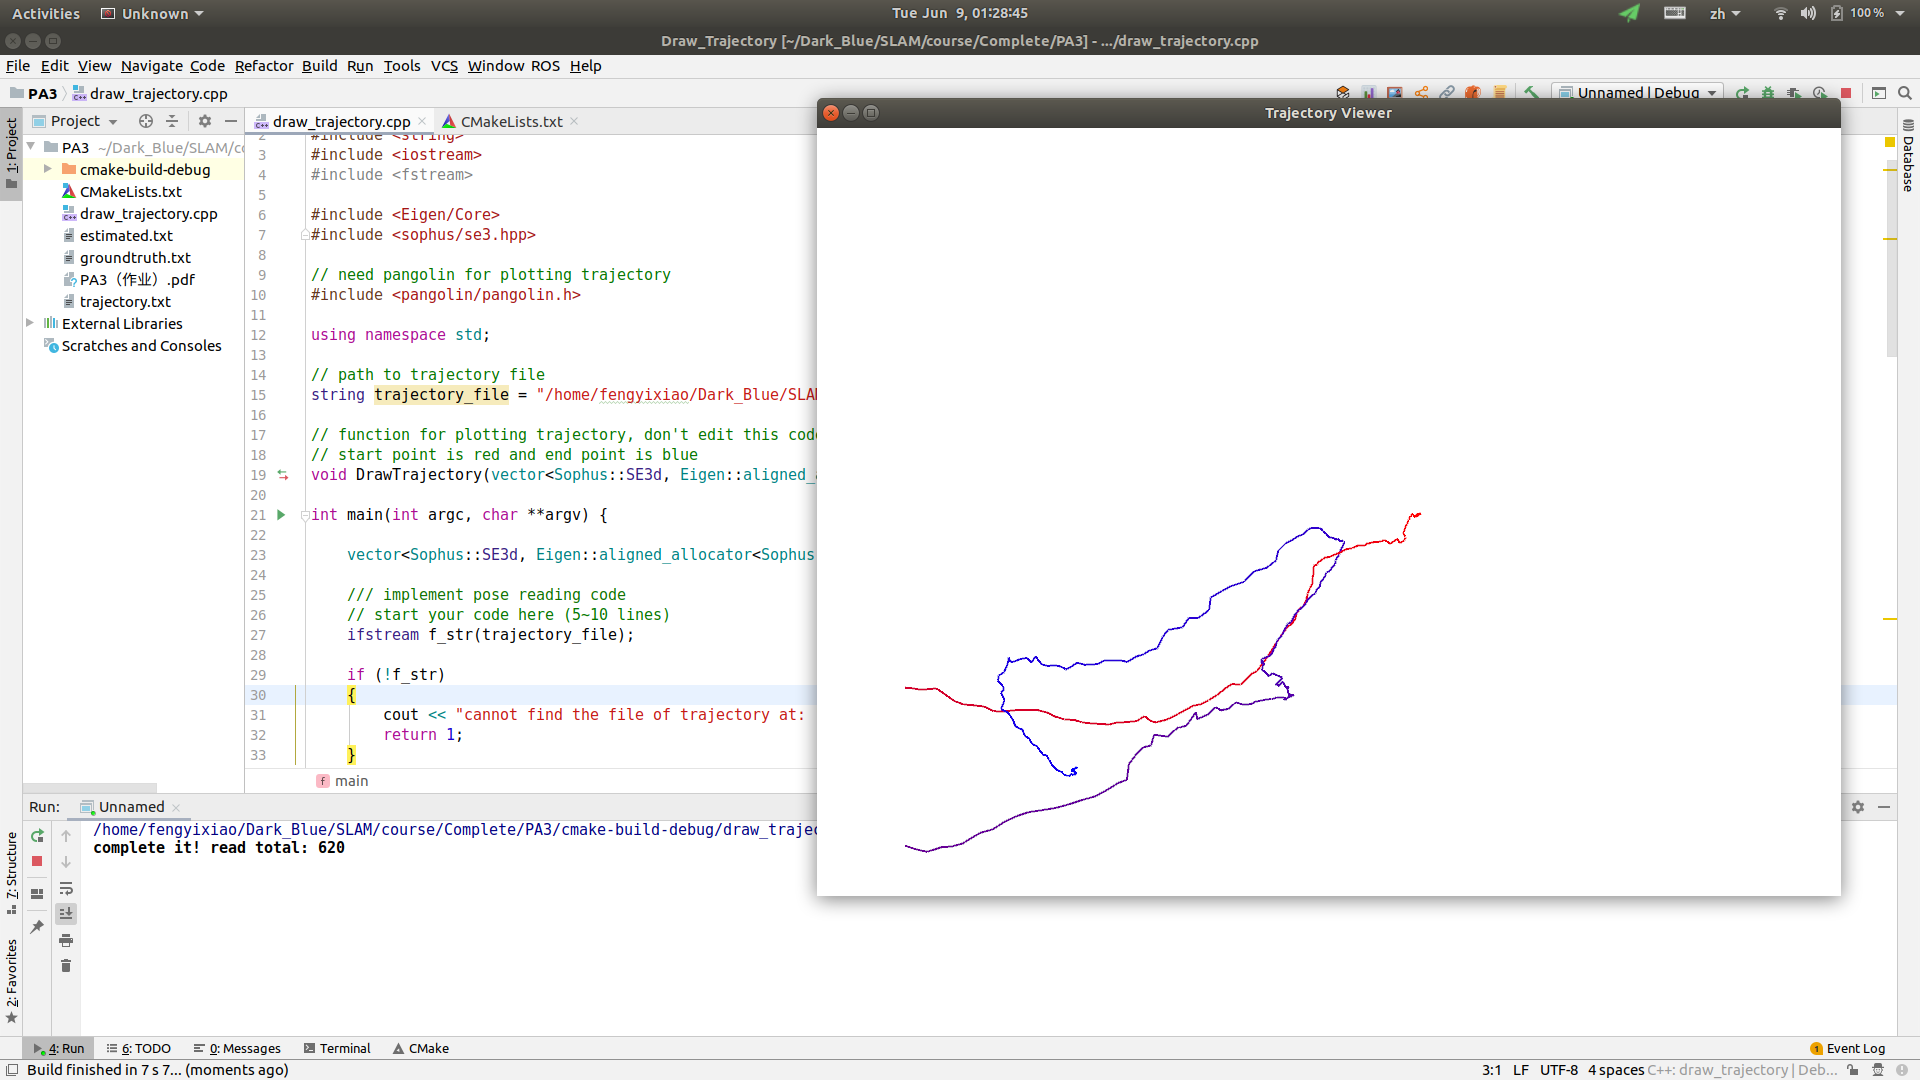 Activities Unknown Tue Jun 9, 01:28:45 zh 100 %
Draw_Trajectory [~/Dark_Blue/SLAM/course/Complete/PA3] - .../draw_trajectory.cpp
File Edit View Navigate Code Refactor Build Run Tools VCS Window ROS Help
PA3 draw_trajectory.cpp Unnamed | Debug
Trajectory Viewer
1: Project
Project
PA3 ~/Dark_Blue/SLAM/co
cmake-build-debug
CMakeLists.txt
draw_trajectory.cpp
estimated.txt
groundtruth.txt
PA3（作业）.pdf
trajectory.txt
External Libraries
Scratches and Consoles
draw_trajectory.cpp CMakeLists.txt
2 #include <string>
3 #include <iostream>
4 #include <fstream>
5
6 #include <Eigen/Core>
7 #include <sophus/se3.hpp>
8
9 // need pangolin for plotting trajectory
10 #include <pangolin/pangolin.h>
11
12 using namespace std;
13
14 // path to trajectory file
15 string trajectory_file = "/home/fengyixiao/Dark_Blue/SLAM
16
17 // function for plotting trajectory, don't edit this code
18 // start point is red and end point is blue
19 void DrawTrajectory(vector<Sophus::SE3d, Eigen::aligned_a
20
21 int main(int argc, char **argv) {
22
23 vector<Sophus::SE3d, Eigen::aligned_allocator<Sophus
24
25 /// implement pose reading code
26 // start your code here (5~10 lines)
27 ifstream f_str(trajectory_file);
28
29 if (!f_str)
30 {
31 cout << "cannot find the file of trajectory at:
32 return 1;
33 }
f main
Database
Run: Unnamed
/home/fengyixiao/Dark_Blue/SLAM/course/Complete/PA3/cmake-build-debug/draw_trajec
complete it! read total: 620
7: Structure
2: Favorites
4: Run 6: TODO 0: Messages Terminal CMake 1 Event Log
Build finished in 7 s 7... (moments ago) 3:1 LF UTF-8 4 spaces C++: draw_trajectory | Deb...